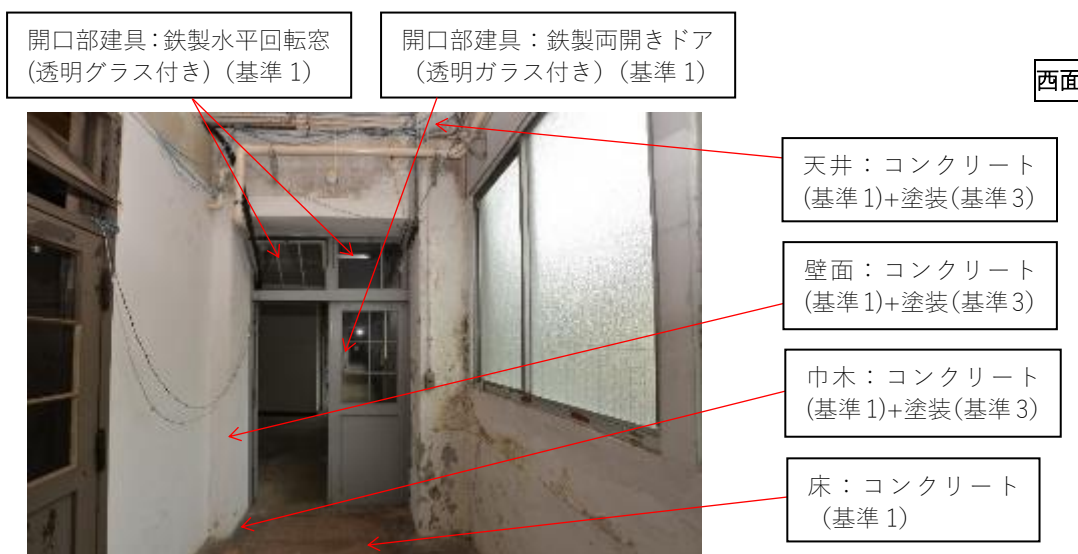 開口部建具：鉄製水平回転窓
(透明グラス付き)（基準1）
開口部建具：鉄製両開きドア
（透明ガラス付き)（基準1）
西面
天井：コンクリート
(基準1)+塗装(基準3)
壁面：コンクリート
(基準1)+塗装(基準3)
巾木：コンクリート
(基準1)+塗装(基準3)
床：コンクリート
（基準1）